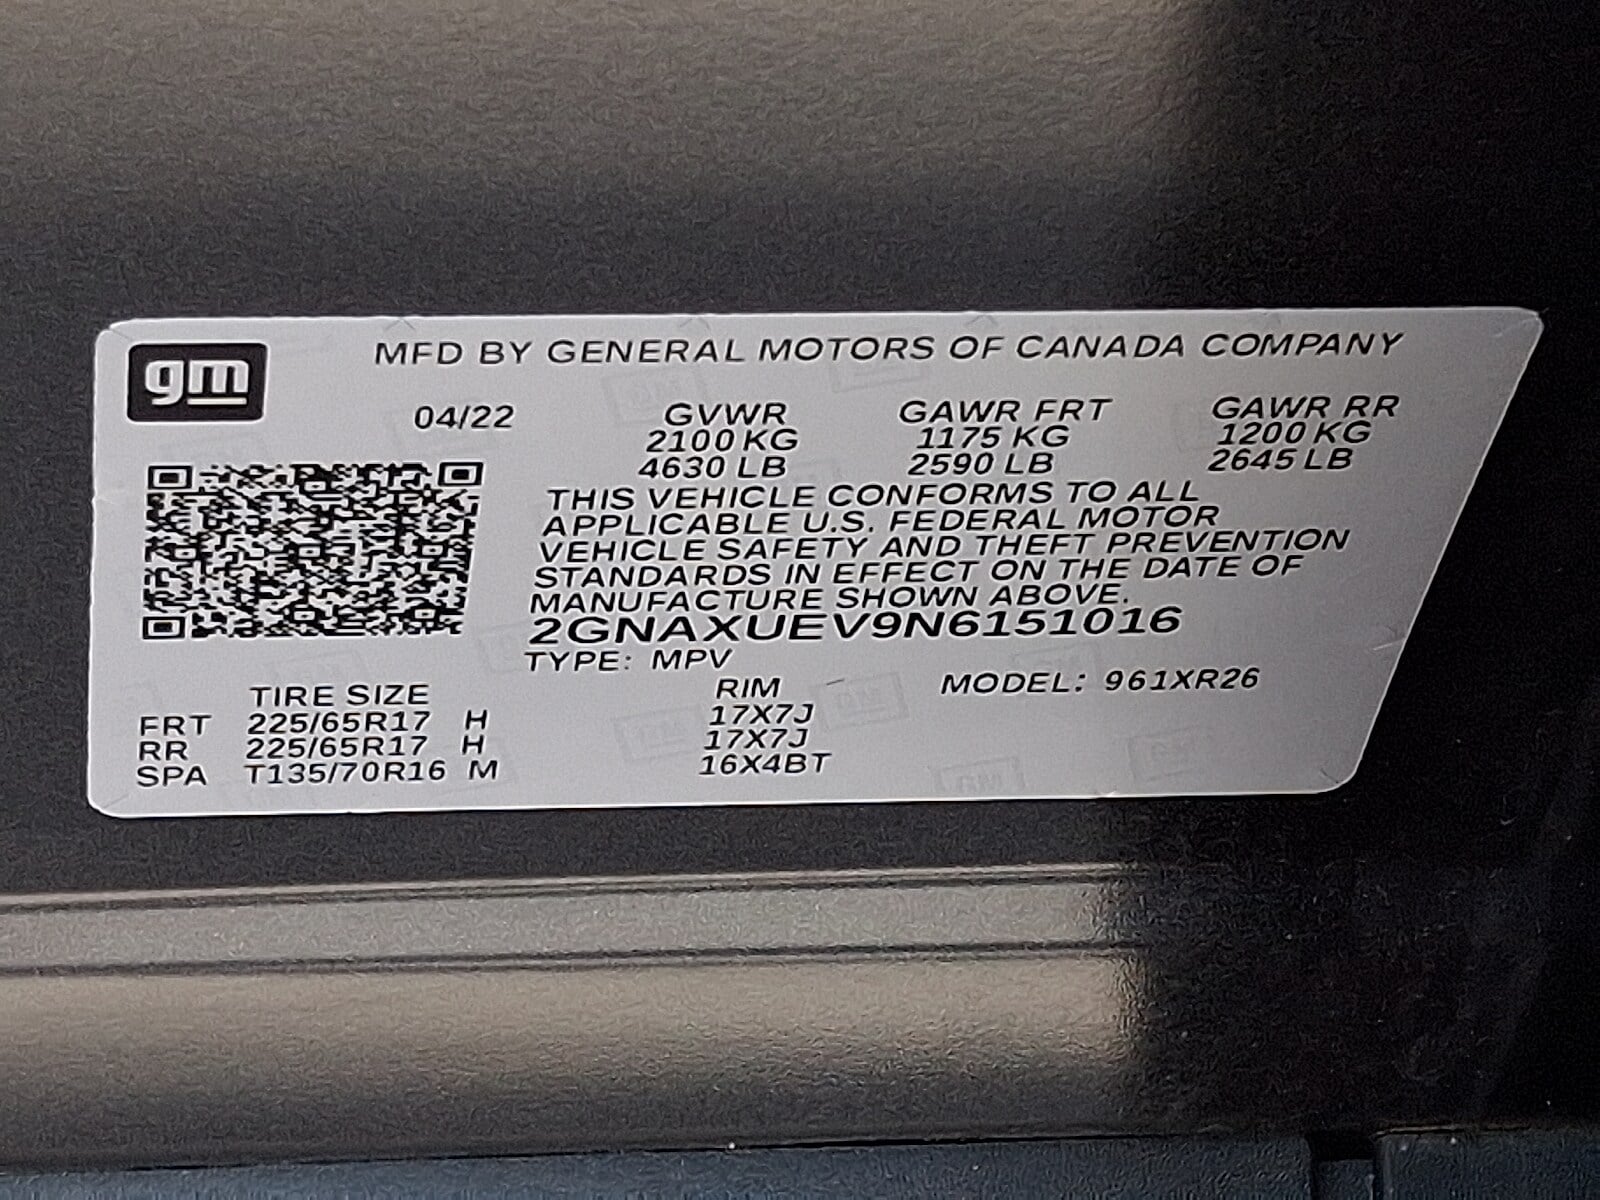 gm
MFD BY GENERAL MOTORS OF CANADA COMPANY
04/22 GVWR GAWR FRT GAWR RR
2100 KG 1175 KG 1200 KG
4630 LB 2590 LB 2645 LB
THIS VEHICLE CONFORMS TO ALL
APPLICABLE U.S. FEDERAL MOTOR
VEHICLE SAFETY AND THEFT PREVENTION
STANDARDS IN EFFECT ON THE DATE OF
MANUFACTURE SHOWN ABOVE.
2GNAXUEV9N6151016
TYPE: MPV
TIRE SIZE RIM MODEL: 961XR26
FRT 225/65R17 H 17X7J
RR 225/65R17 H 17X7J
SPA T135/70R16 M 16X4BT